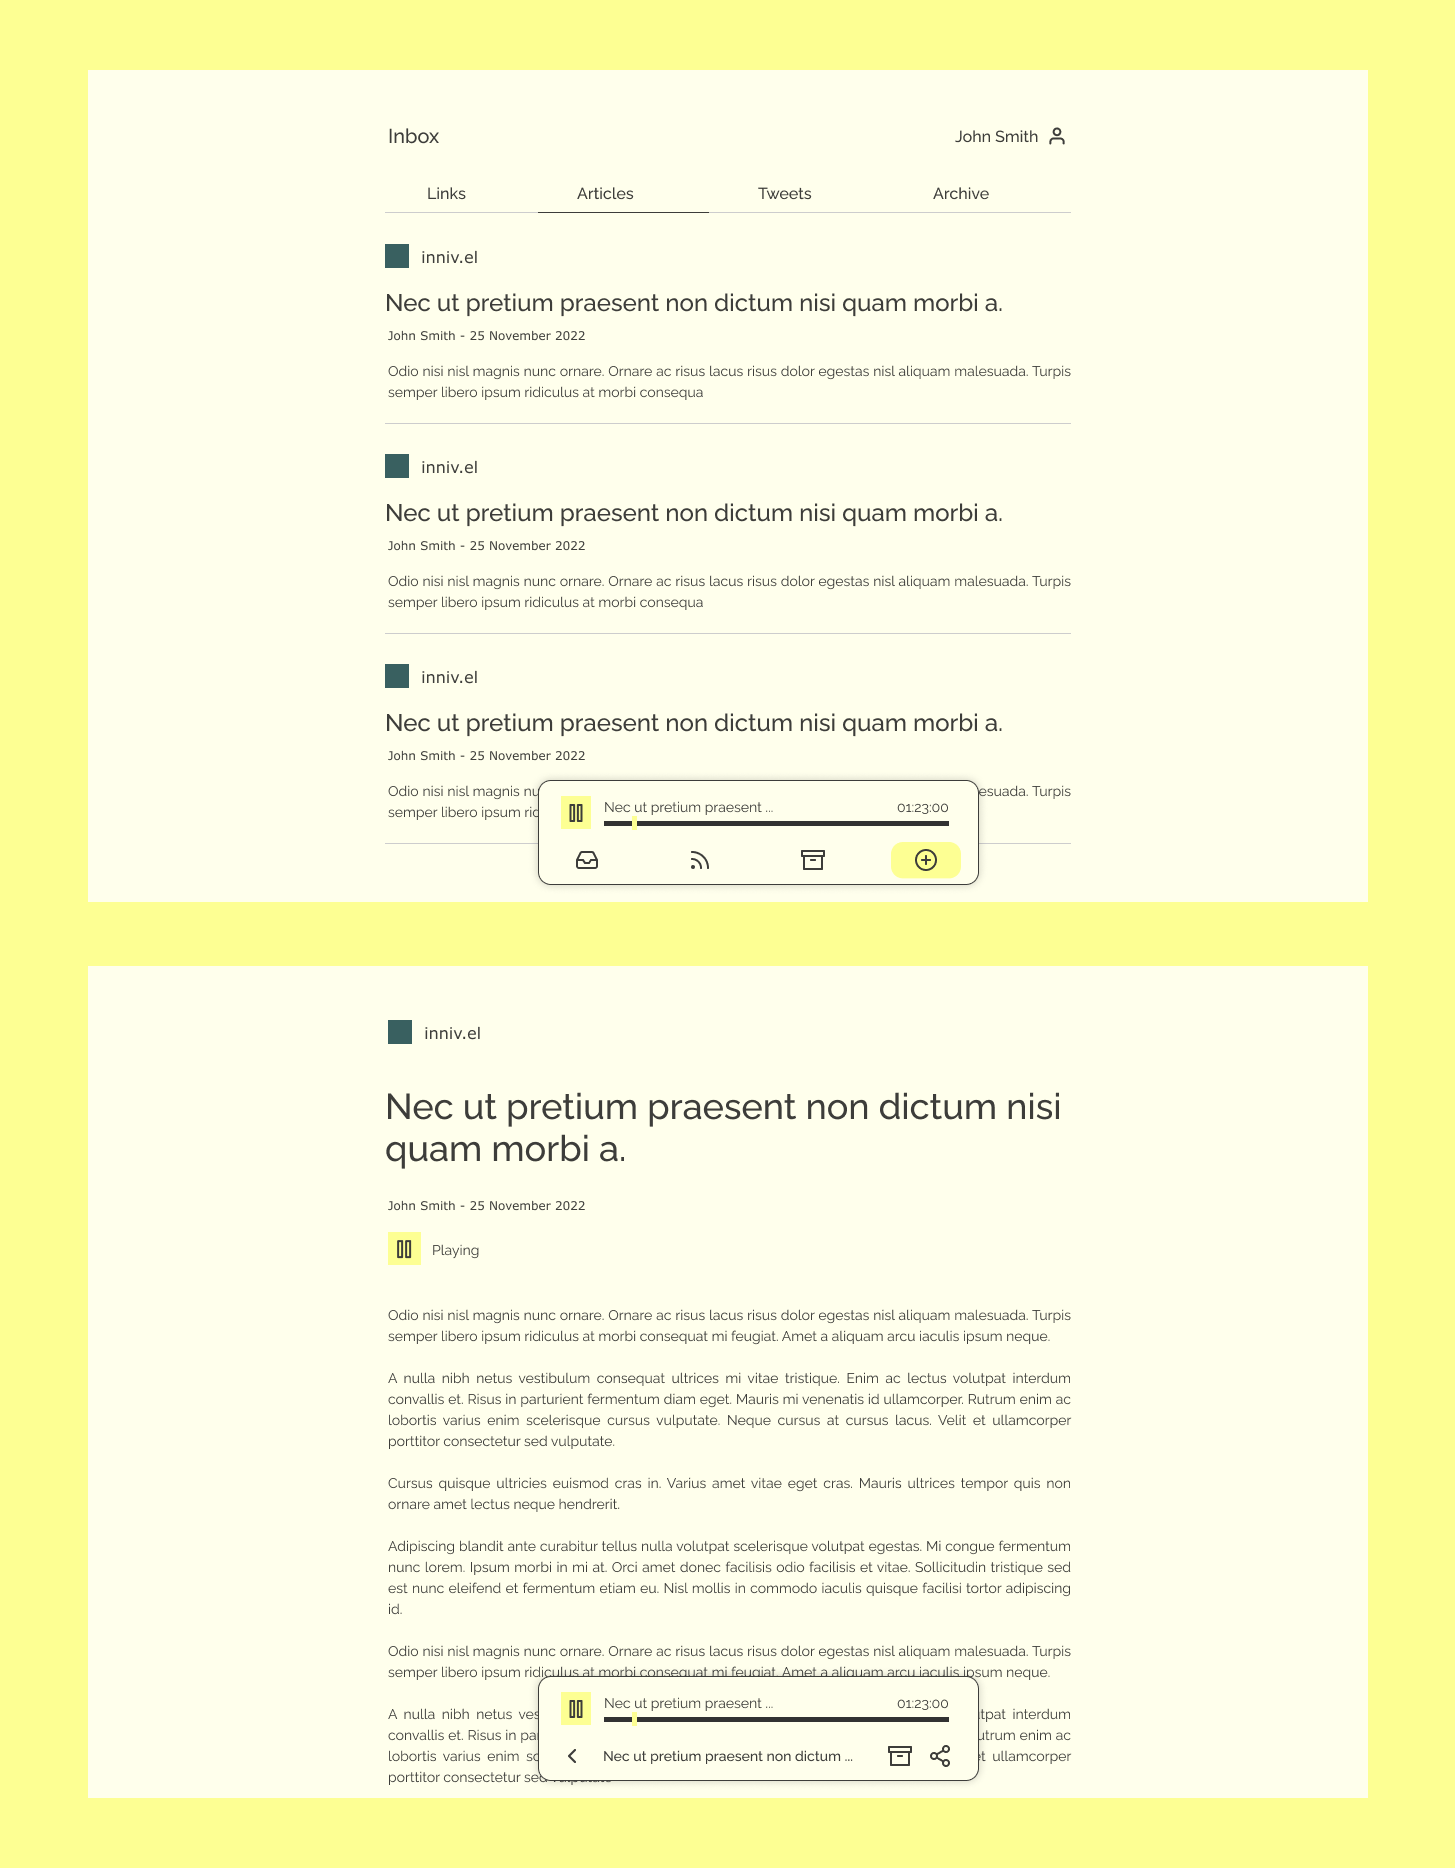 Inbox
John Smith
Links Articles Tweets Archive
inniv.el
Nec ut pretium praesent non dictum nisi quam morbi a.
John Smith - 25 November 2022
Odio nisi nisl magnis nunc ornare. Ornare ac risus lacus risus dolor egestas nisl aliquam malesuada. Turpis
semper libero ipsum ridiculus at morbi consequa
inniv.el
Nec ut pretium praesent non dictum nisi quam morbi a.
John Smith - 25 November 2022
Odio nisi nisl magnis nunc ornare. Ornare ac risus lacus risus dolor egestas nisl aliquam malesuada. Turpis
semper libero ipsum ridiculus at morbi consequa
inniv.el
Nec ut pretium praesent non dictum nisi quam morbi a.
John Smith - 25 November 2022
Odio nisi nisl magnis Turpis
semper libero ipsum
Nec ut pretium praesent ... 01:23:00
inniv.el
Nec ut pretium praesent non dictum nisi
quam morbi a.
John Smith - 25 November 2022
Playing
Odio nisi nisl magnis nunc ornare. Ornare ac risus lacus risus dolor egestas nisl aliquam malesuada. Turpis
semper libero ipsum ridiculus at morbi consequat mi feugiat. Amet a aliquam arcu iaculis ipsum neque.
A nulla nibh netus vestibulum consequat ultrices mi vitae tristique. Enim ac lectus volutpat interdum
convallis et. Risus in parturient fermentum diam eget. Mauris mi venenatis id ullamcorper. Rutrum enim ac
lobortis varius enim scelerisque cursus vulputate. Neque cursus at cursus lacus. Velit et ullamcorper
porttitor consectetur sed vulputate.
Cursus quisque ultricies euismod cras in. Varius amet vitae eget cras. Mauris ultrices tempor quis non
ornare amet lectus neque hendrerit.
Adipiscing blandit ante curabitur tellus nulla volutpat scelerisque volutpat egestas. Mi congue fermentum
nunc lorem. Ipsum morbi in mi at. Orci amet donec facilisis odio facilisis et vitae. Sollicitudin tristique sed
est nunc eleifend et fermentum etiam eu. Nisl mollis in commodo iaculis quisque facilisi tortor adipiscing
id.
Odio nisi nisl magnis nunc ornare. Ornare ac risus lacus risus dolor egestas nisl aliquam malesuada. Turpis
semper libero ipsum ridiculus at morbi consequat mi feugiat. Amet a aliquam arcu iaculis ipsum neque.
A nulla nibh netus interdum
convallis et. Risus in enim ac
lobortis varius enim ullamcorper
porttitor consectetur
Nec ut pretium praesent ... 01:23:00
Nec ut pretium praesent non dictum ...